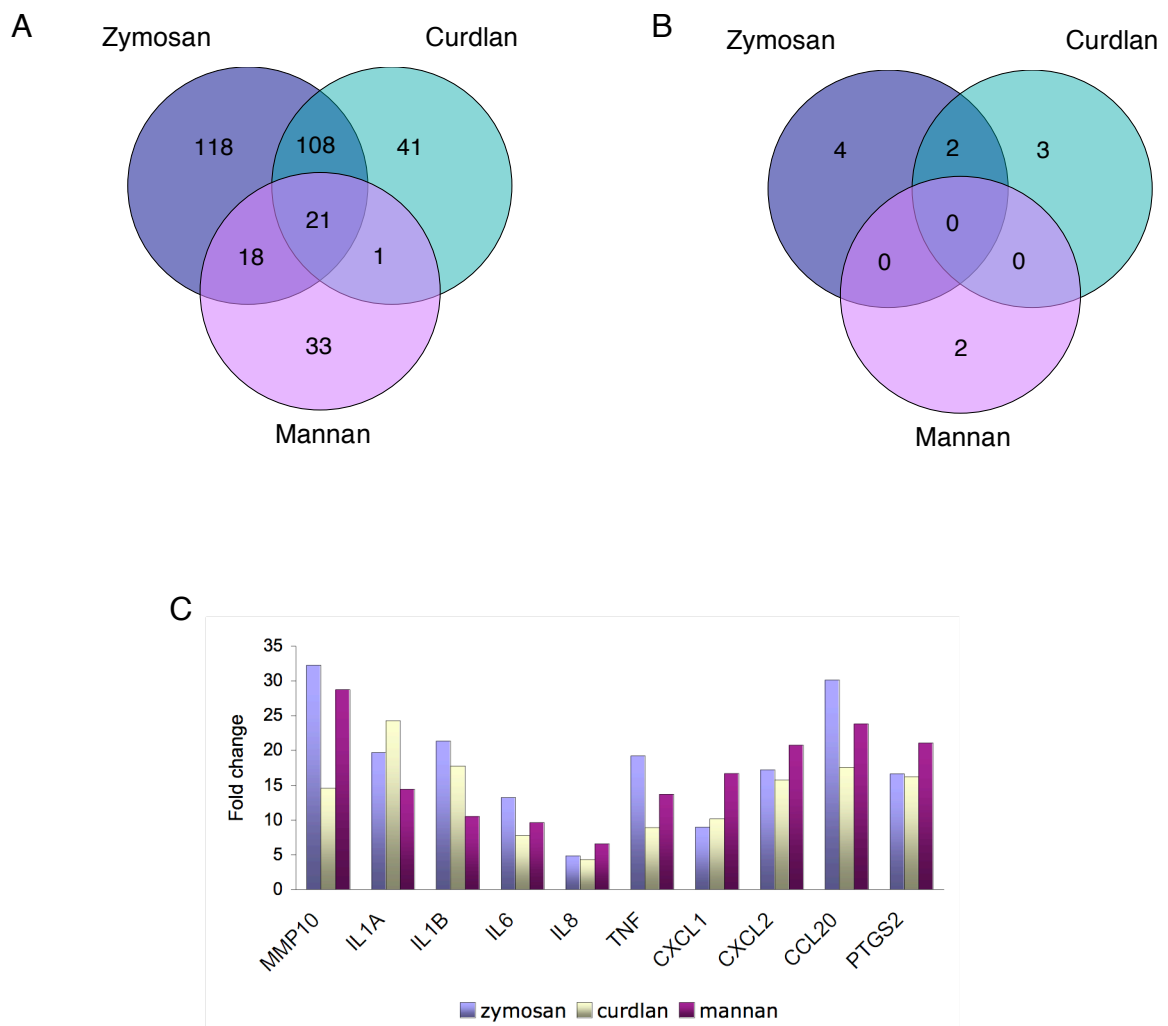 A
Zymosan
Curdlan
118
108
41
21
18
1
33
Mannan
B
Zymosan
Curdlan
4
2
3
0
0
0
2
Mannan
C
Fold change
35
30
25
20
15
10
5
0
MMP10
IL1A
IL1B
IL6
IL8
TNF
CXCL1
CXCL2
CCL20
PTGS2
zymosan curdlan mannan